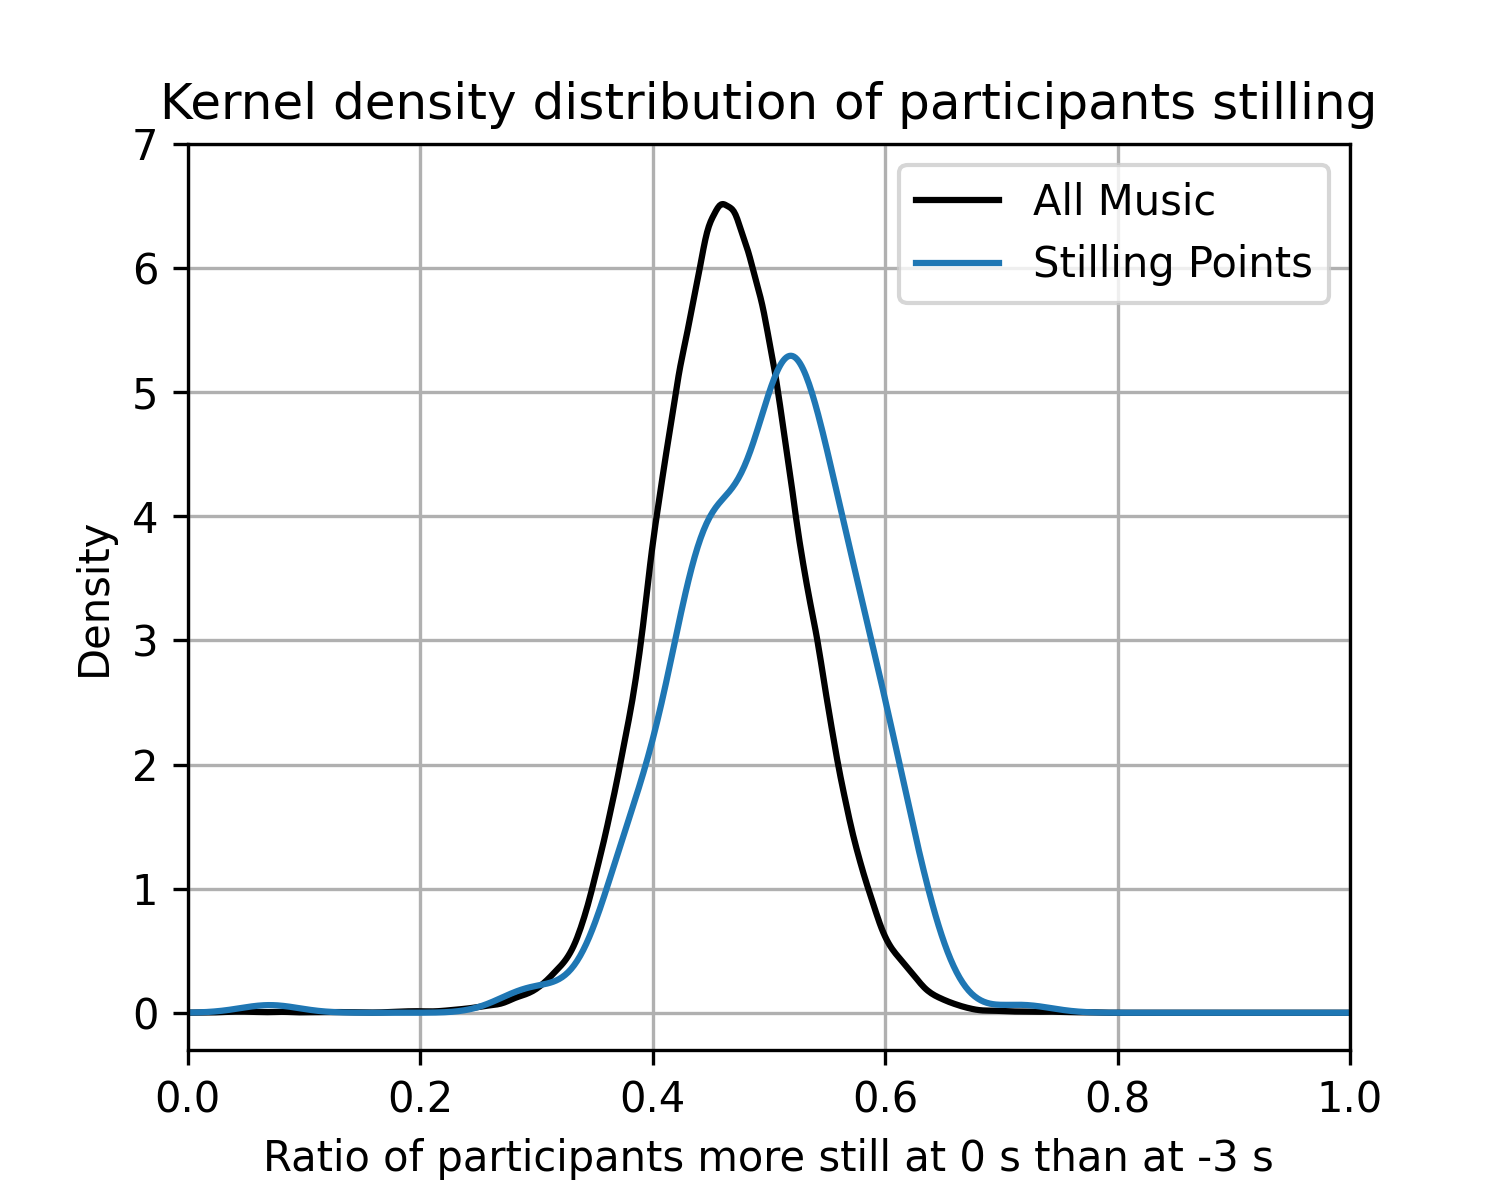 Kernel density distribution of participants stilling
All Music
Stilling Points
Density
7
6
5
4
3
2
1
0
0.0 0.2 0.4 0.6 0.8 1.0
Ratio of participants more still at 0 s than at -3 s